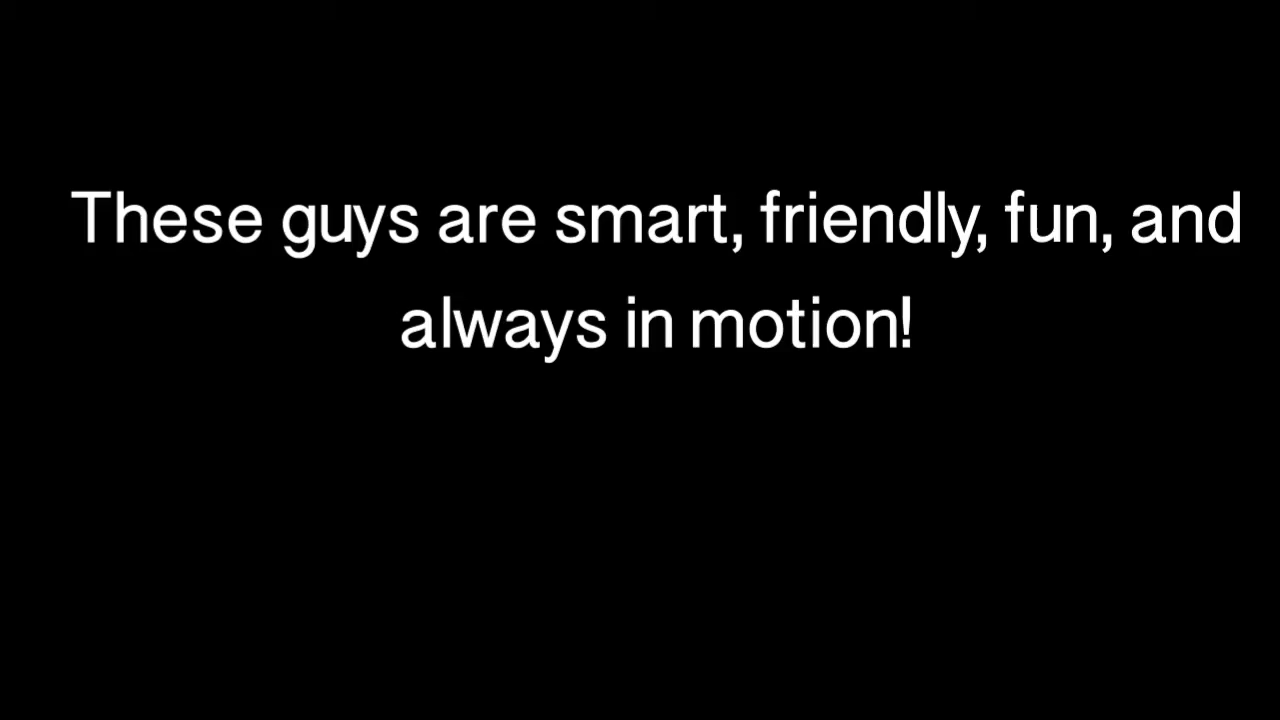 These guys are smart, friendly, fun, and
always in motion!